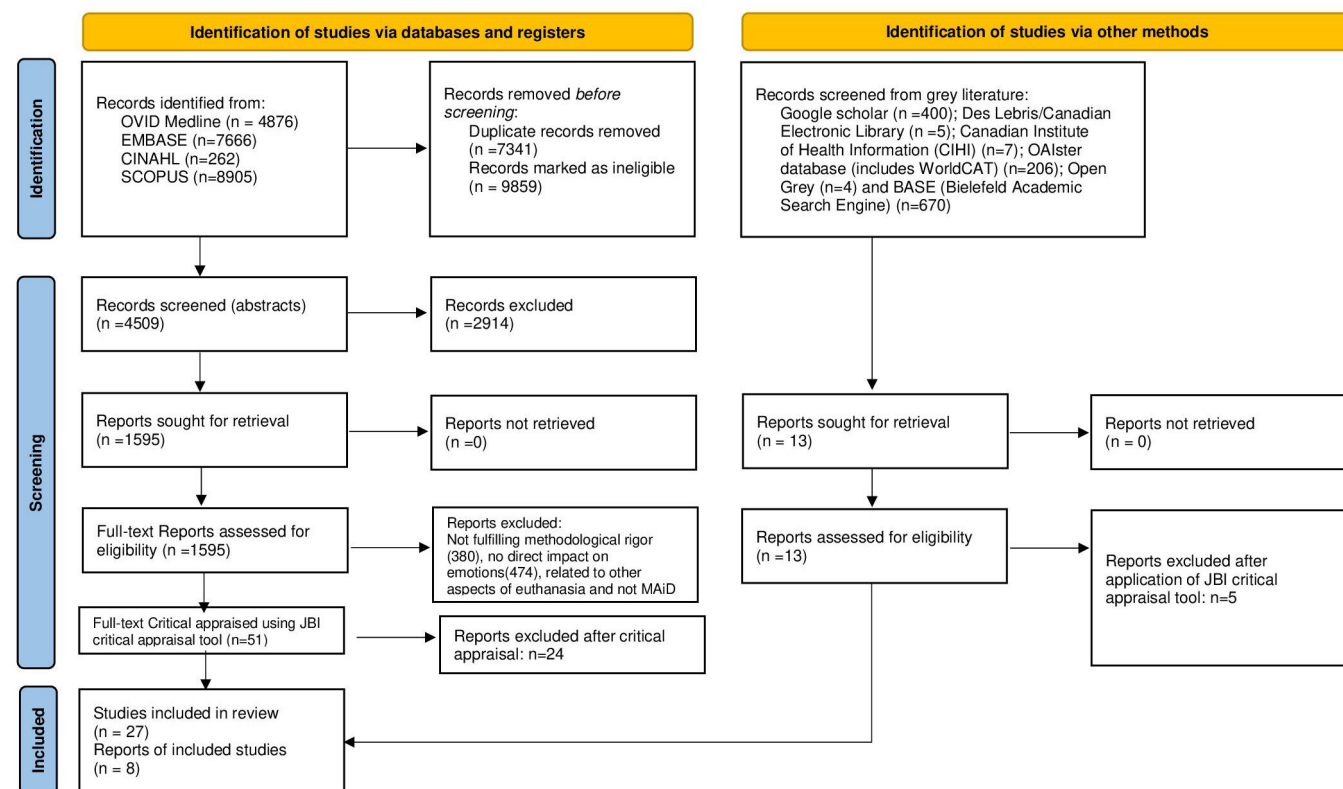 Identification of studies via databases and registers
Identification of studies via other methods
Identification
Records identified from:
OVID Medline (n = 4876)
EMBASE (n=7666)
CINAHL (n=262)
SCOPUS (n=8905)
Records removed before
screening:
Duplicate records removed
(n =7341)
Records marked as ineligible
(n = 9859)
Records screened from grey literature:
Google scholar (n =400); Des Lebris/Canadian
Electronic Library (n =5); Canadian Institute
of Health Information (CIHI) (n=7); OAIster
database (includes WorldCAT) (n=206); Open
Grey (n=4) and BASE (Bielefeld Academic
Search Engine) (n=670)
Screening
Records screened (abstracts)
(n =4509)
Records excluded
(n =2914)
Reports sought for retrieval
(n =1595)
Reports not retrieved
(n =0)
Reports sought for retrieval
(n = 13)
Reports not retrieved
(n = 0)
Full-text Reports assessed for
eligibility (n =1595)
Reports excluded:
Not fulfilling methodological rigor
(380), no direct impact on
emotions(474), related to other
aspects of euthanasia and not MAiD
Reports assessed for eligibility
(n =13)
Reports excluded after
application of JBI critical
appraisal tool: n=5
Full-text Critical appraised using JBI
critical appraisal tool (n=51)
Reports excluded after critical
appraisal: n=24
Included
Studies included in review
(n = 27)
Reports of included studies
(n = 8)